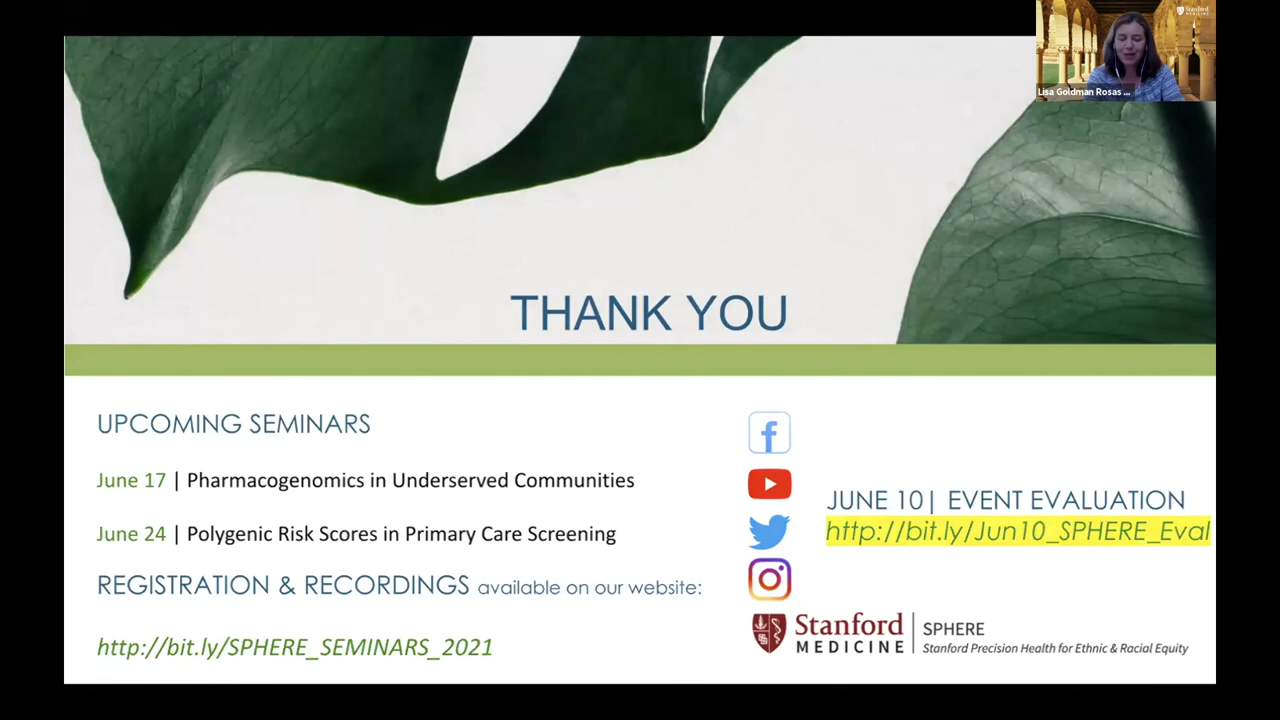 Stanford
MEDICINE
Lisa Goldman Rosas ...
THANK YOU
UPCOMING SEMINARS
June 17 | Pharmacogenomics in Underserved Communities
June 24 | Polygenic Risk Scores in Primary Care Screening
REGISTRATION & RECORDINGS available on our website:
http://bit.ly/SPHERE_SEMINARS_2021
JUNE 10| EVENT EVALUATION
http://bit.ly/Jun10_SPHERE_Eval
Stanford
MEDICINE
SPHERE
Stanford Precision Health for Ethnic & Racial Equity